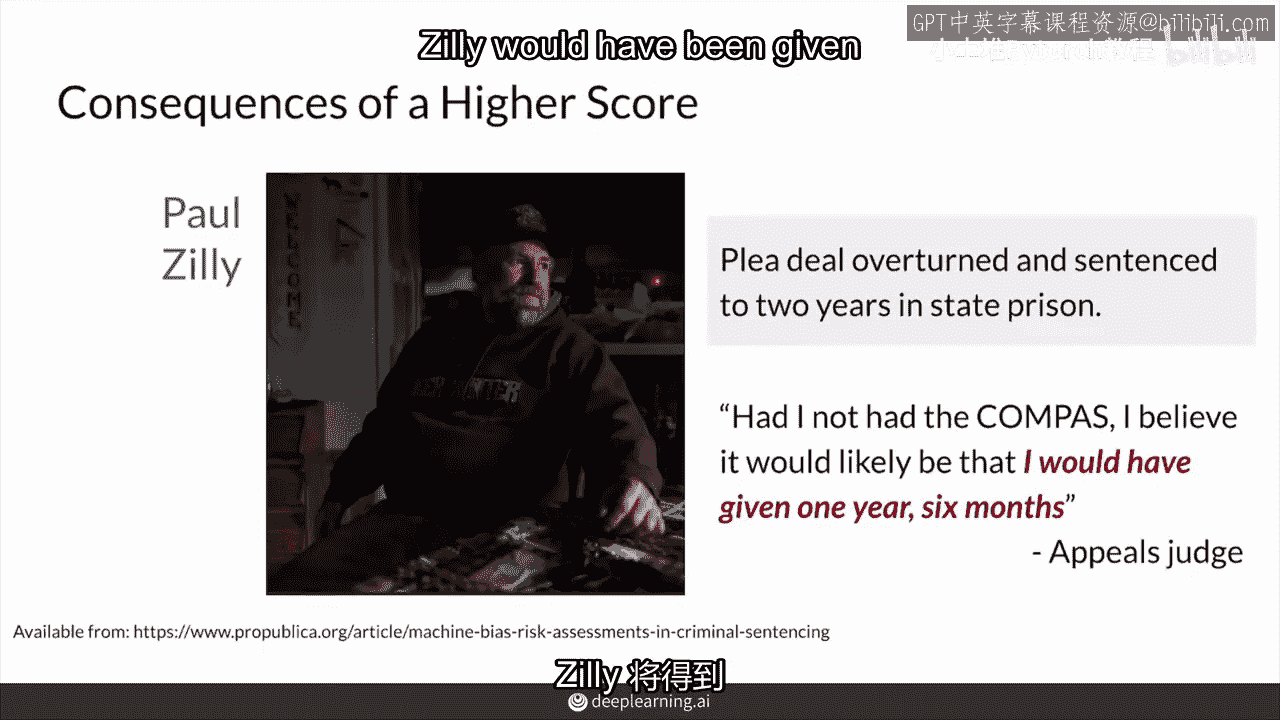 GPT中英字幕课程资源@bilibili.com
Zilly would have been given
bilibili
Consequences of a Higher Score
Paul
Zilly
WELCOME
Plea deal overturned and sentenced
to two years in state prison.
“Had I not had the COMPAS, I believe
it would likely be that I would have
given one year, six months”
- Appeals judge
Available from: https://www.propublica.org/article/machine-bias-risk-assessments-in-criminal-sentencing
Zilly 将得到
deeplearning.ai